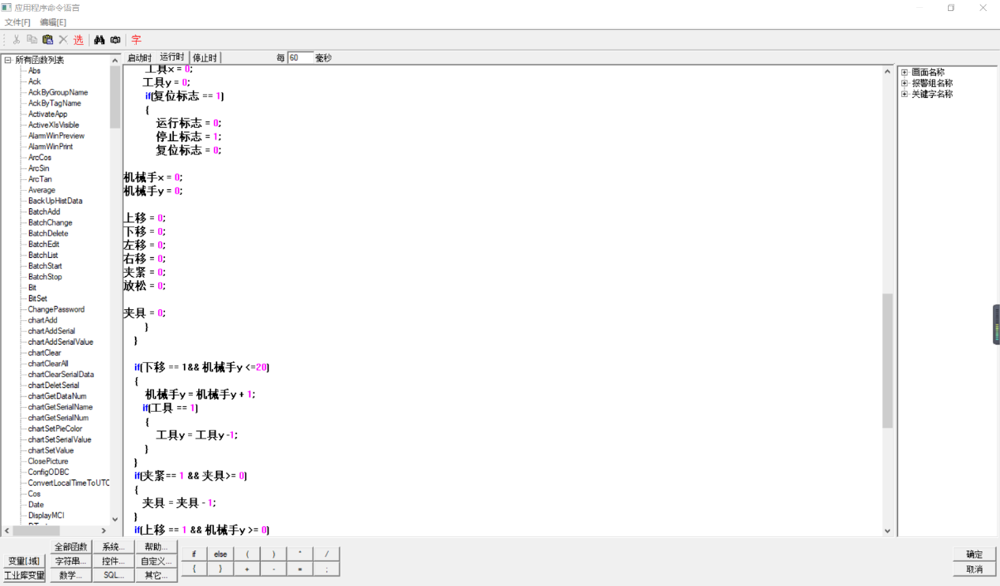 应用程序命令语言
文件[F] 编辑[E]
选 字
所有函数列表
Abs
Ack
AckByGroupName
AckByTagName
ActivateApp
ActiveXIsVisible
AlarmWinPreview
AlarmWinPrint
ArcCos
ArcSin
ArcTan
Average
BackUpHistData
BatchAdd
BatchChange
BatchDelete
BatchEdit
BatchList
BatchStart
BatchStop
Bit
BitSet
ChangePassword
chartAdd
chartAddSerial
chartAddSerialValue
chartClear
chartClearAll
chartClearSerialData
chartDeletSerial
chartGetDataNum
chartGetSerialName
chartGetSerialNum
chartSetPieColor
chartSetSerialValue
chartSetValue
ClosePicture
ConfigODBC
ConvertLocalTimeToUTC
Cos
Date
DisplayMCI
启动时 运行时 停止时 每 60 毫秒
工具x = 0;
工具y = 0;
if(复位标志 == 1)
{
运行标志 = 0;
停止标志 = 1;
复位标志 = 0;
机械手x = 0;
机械手y = 0;
上移 = 0;
下移 = 0;
左移 = 0;
右移 = 0;
夹紧 = 0;
放松 = 0;
夹具 = 0;
}
}
if(下移 == 1&& 机械手y <=20)
{
机械手y = 机械手y + 1;
if(工具 == 1)
{
工具y = 工具y -1;
}
}
if(夹紧== 1 && 夹具>= 0)
{
夹具 = 夹具 - 1;
}
if(上移 == 1 && 机械手y >= 0)
画面名称
报警组名称
关键字名称
全部函数 系统... 帮助...
变量[.域] 字符串... 控件... 自定义...
工业库变量 数学... SQL... 其它...
if else ( ) " /
{ } + - = ;
确定
取消